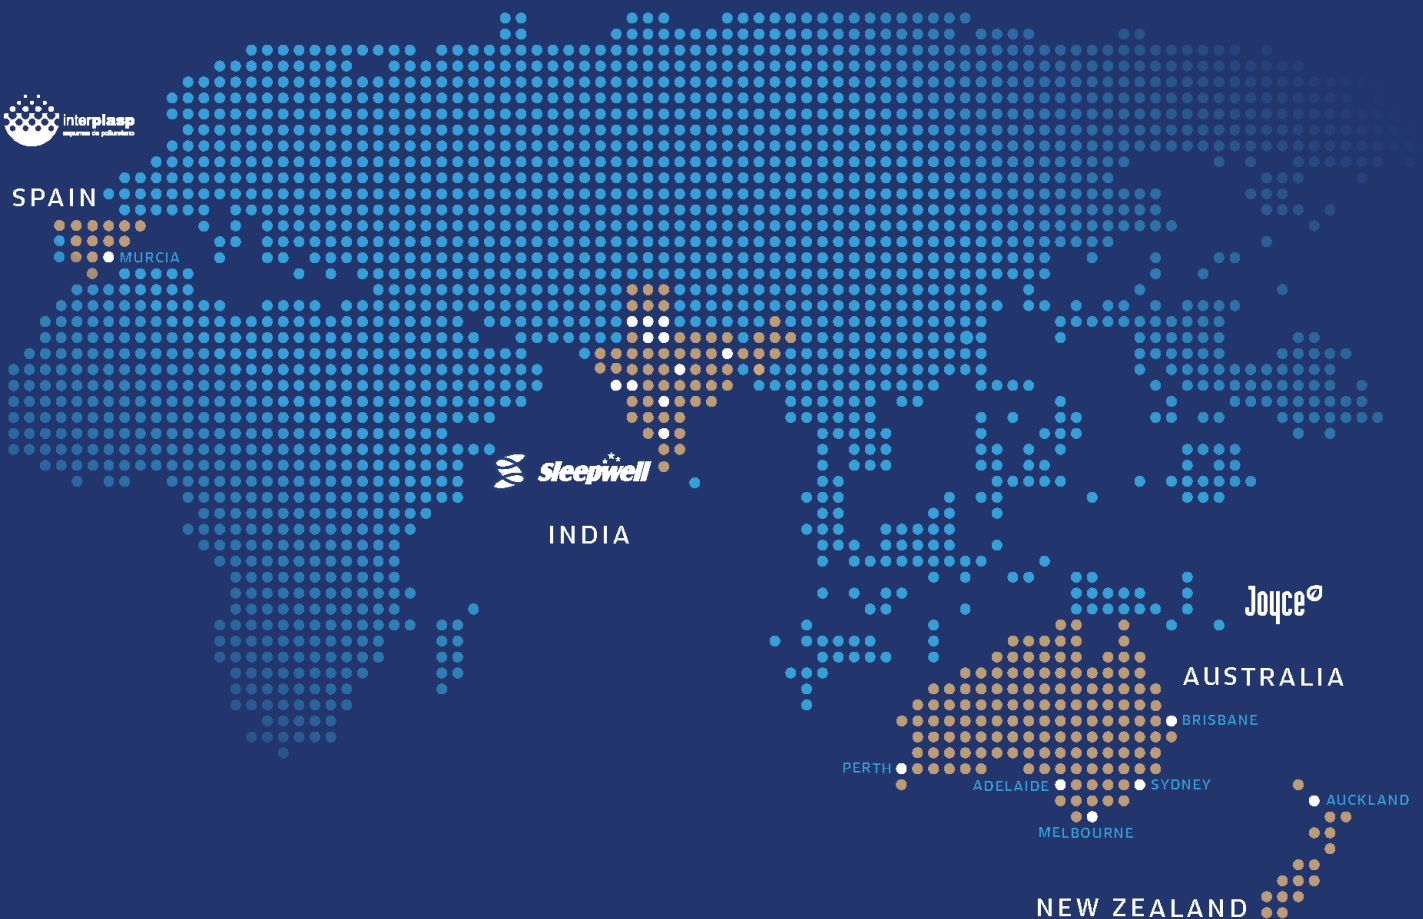 interplasp
espumas de poliuretano
SPAIN
MURCIA
Sleepwell
INDIA
Joyce
AUSTRALIA
BRISBANE
PERTH
ADELAIDE
SYDNEY
AUCKLAND
MELBOURNE
NEW ZEALAND